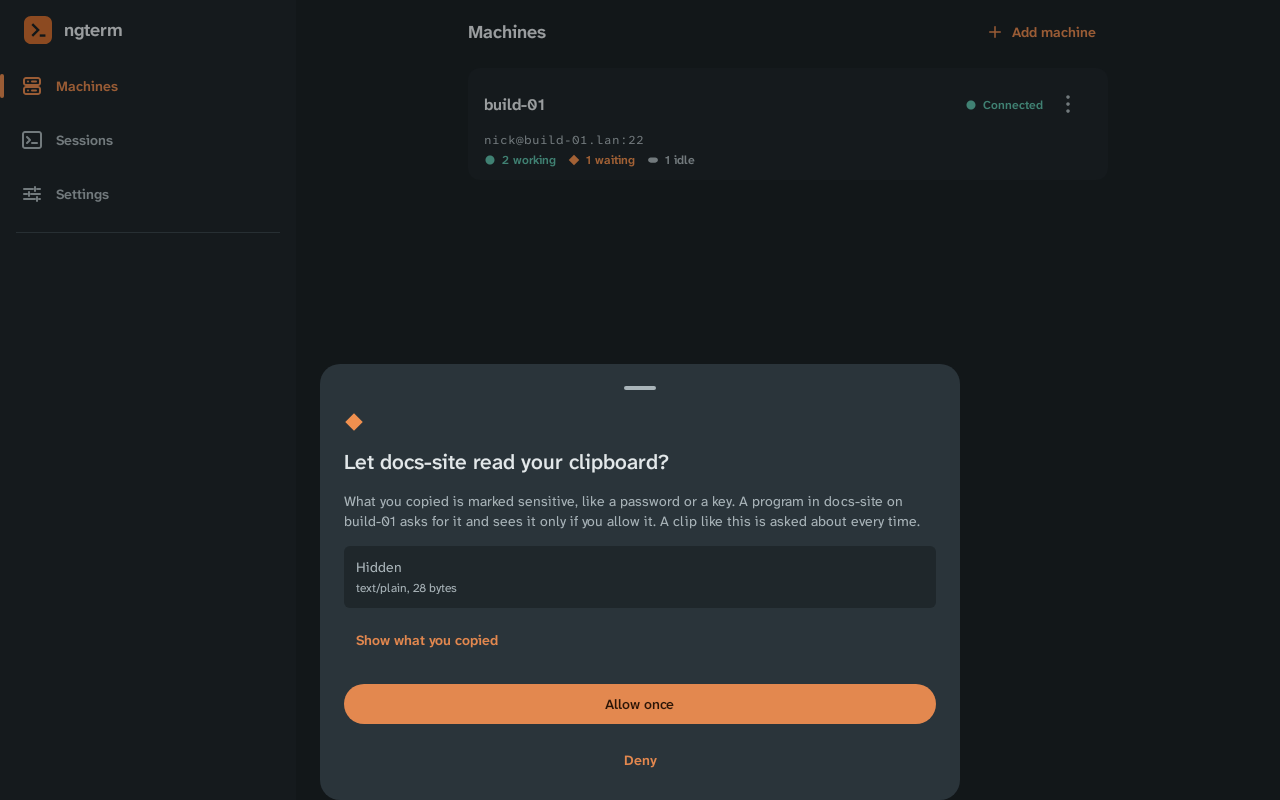 ngterm
Machines
Sessions
Settings
Machines
Add machine
build-01
Connected
nick@build-01.lan:22
2 working
1 waiting
1 idle
Let docs-site read your clipboard?
What you copied is marked sensitive, like a password or a key. A program in docs-site on
build-01 asks for it and sees it only if you allow it. A clip like this is asked about every time.
Hidden
text/plain, 28 bytes
Show what you copied
Allow once
Deny